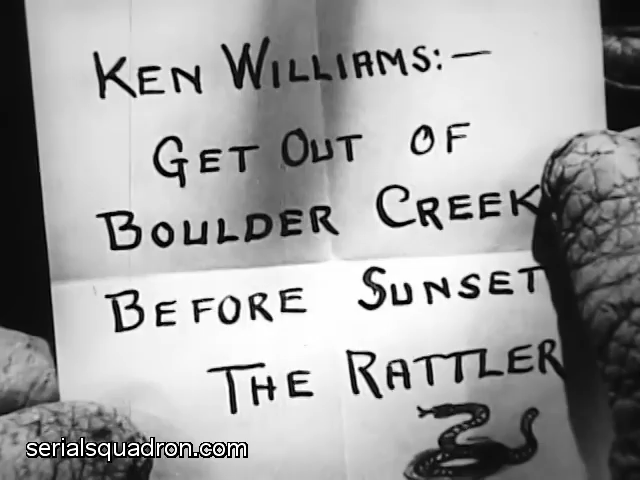 KEN WILLIAMS:—
GET OUT OF
BOULDER CREEK
BEFORE SUNSET
THE RATTLER
serialsquadron.com